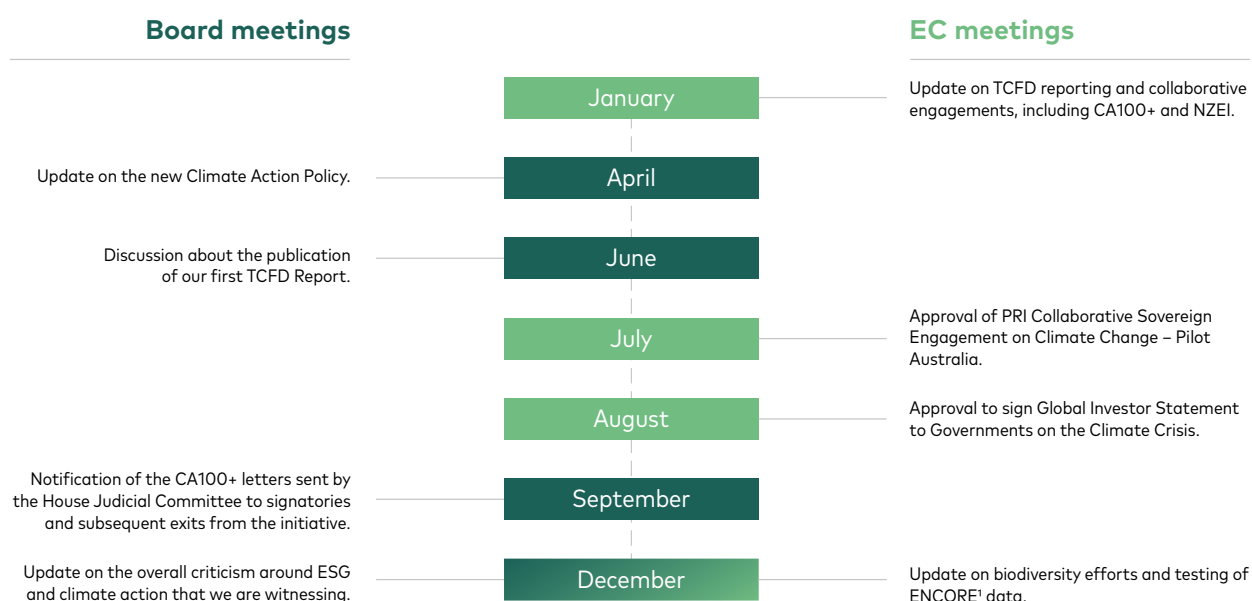 Board meetings
EC meetings
January
Update on TCFD reporting and collaborative
engagements, including CA100+ and NZEI.
Update on the new Climate Action Policy.
April
Discussion about the publication
of our first TCFD Report.
June
July
Approval of PRI Collaborative Sovereign
Engagement on Climate Change – Pilot
Australia.
August
Approval to sign Global Investor Statement
to Governments on the Climate Crisis.
Notification of the CA100+ letters sent by
the House Judicial Committee to signatories
and subsequent exits from the initiative.
September
Update on the overall criticism around ESG
and climate action that we are witnessing.
December
Update on biodiversity efforts and testing of
ENCORE¹ data.